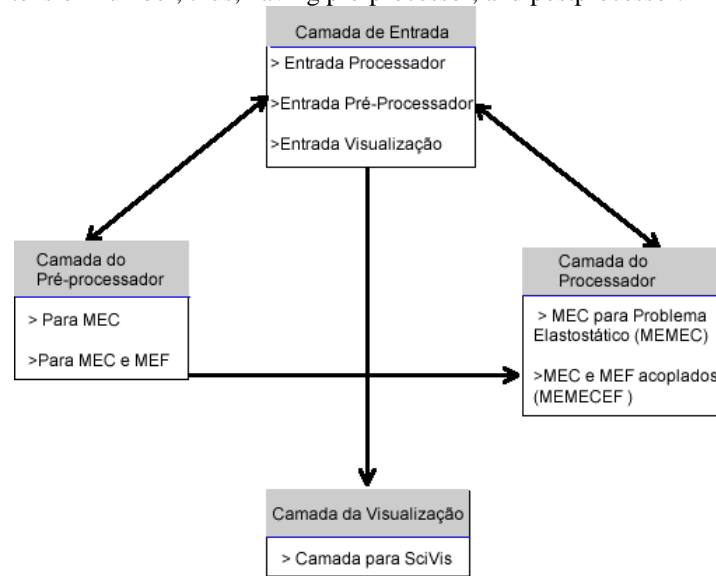 Camada de Entrada
> Entrada Processador
>Entrada Pré-Processador
>Entrada Visualização
Camada do
Pré-processador
> Para MEC
>Para MEC e MEF
Camada do
Processador
> MEC para Problema
Elastostático (MEMEC)
>MEC e MEF acoplados
(MEMECEF )
Camada da Visualização
> Camada para SciVis